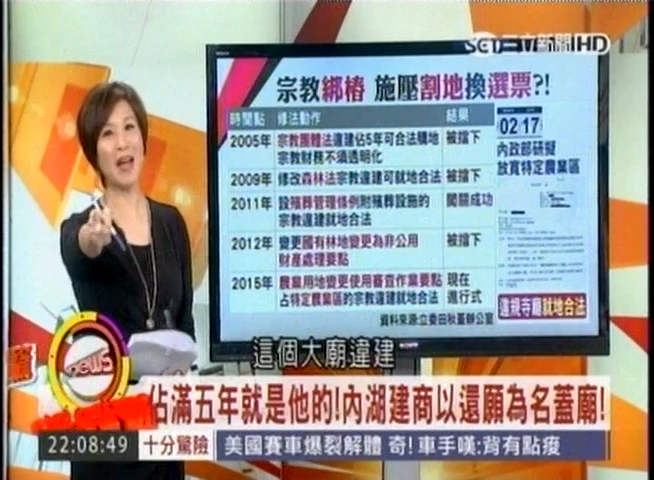 SET三立新聞HD
宗教綁樁 施壓割地換選票?!
時間點 修法動作 結果
2005年 宗教團體法違建佔5年可合法購地 被擋下
宗教財務不須透明化
2009年 修改森林法宗教違建可就地合法 被擋下
2011年 設殯葬管理條例附殯葬設施的 闖關成功
宗教違建就地合法
2012年 變更國有林地變更為非公用 被擋下
財產處理要點
2015年 農業用地變更使用審查作業要點 現在
占特定農業區的宗教違建就地合法 進行式
資料來源:立委田秋堇辦公室
02 17
內政部研擬
放寬特定農業區
違規寺廟就地合法
這個大廟違建
news
佔滿五年就是他的!內湖建商以還願為名蓋廟!
22:08:49 十分驚險 美國賽車爆裂解體 奇!車手嘆:背有點痠